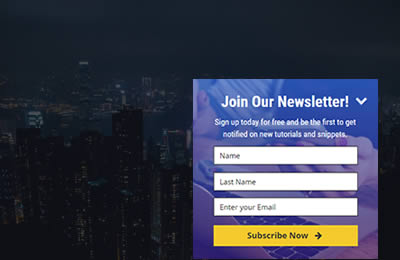 Join Our Newsletter!
Sign up today for free and be the first to get
notified on new tutorials and snippets.
Name
Last Name
Enter your Email
Subscribe Now